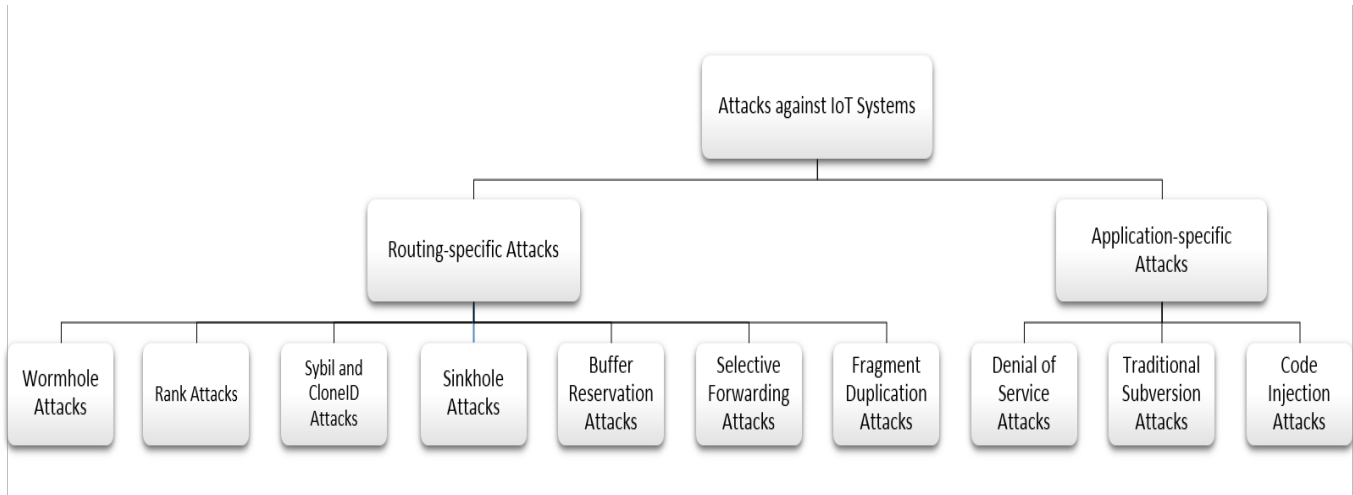 Attacks against IoT Systems
Routing-specific Attacks
Application-specific
Attacks
Wormhole
Attacks
Rank Attacks
Sybil and
CloneID
Attacks
Sinkhole
Attacks
Buffer
Reservation
Attacks
Selective
Forwarding
Attacks
Fragment
Duplication
Attacks
Denial of
Service
Attacks
Traditional
Subversion
Attacks
Code
Injection
Attacks